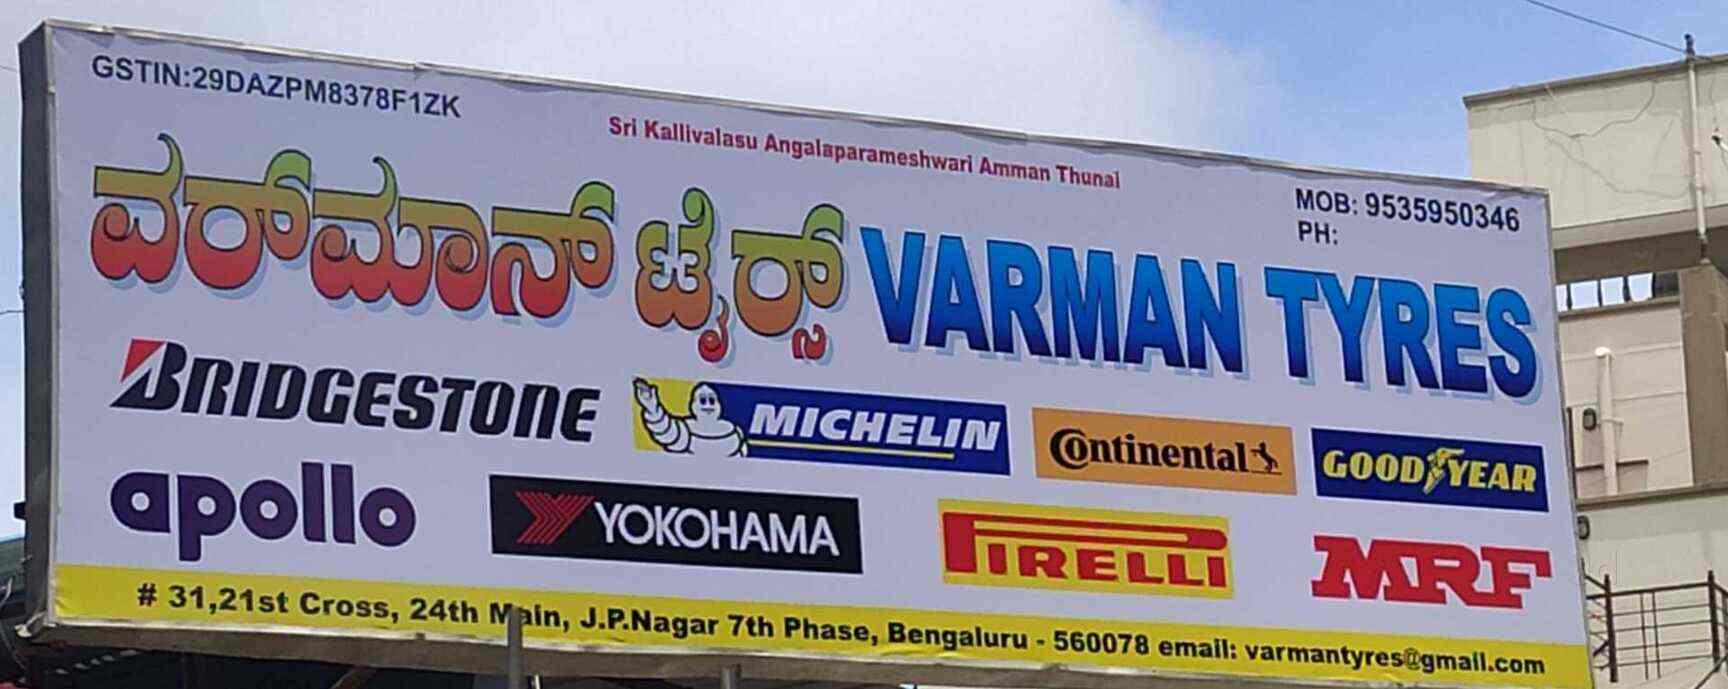 GSTIN:29DAZPM8378F1ZK
Sri Kallivalasu Angalaparameshwari Amman Thunai
MOB: 9535950346
PH:
ವರ್ಮಾನ್ ಟೈರ್ಸ್ VARMAN TYRES
BRIDGESTONE MICHELIN Continental GOODYEAR
apollo YOKOHAMA PIRELLI MRF
# 31,21st Cross, 24th Main, J.P.Nagar 7th Phase, Bengaluru - 560078 email: varmantyres@gmail.com